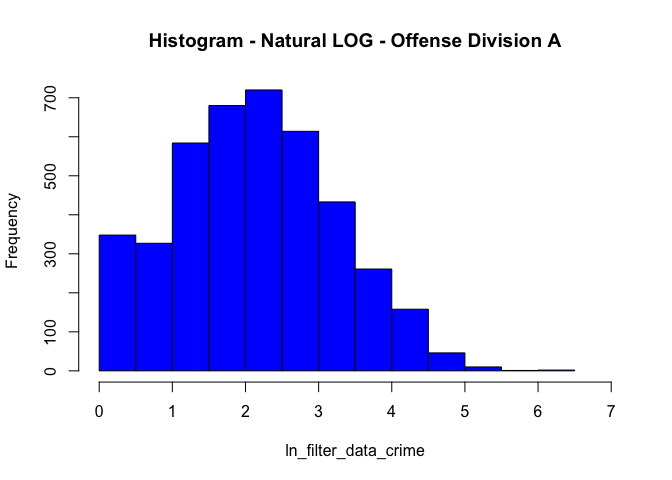 Histogram - Natural LOG - Offense Division A
700
500
300
100
0
Frequency
0 1 2 3 4 5 6 7
ln_filter_data_crime